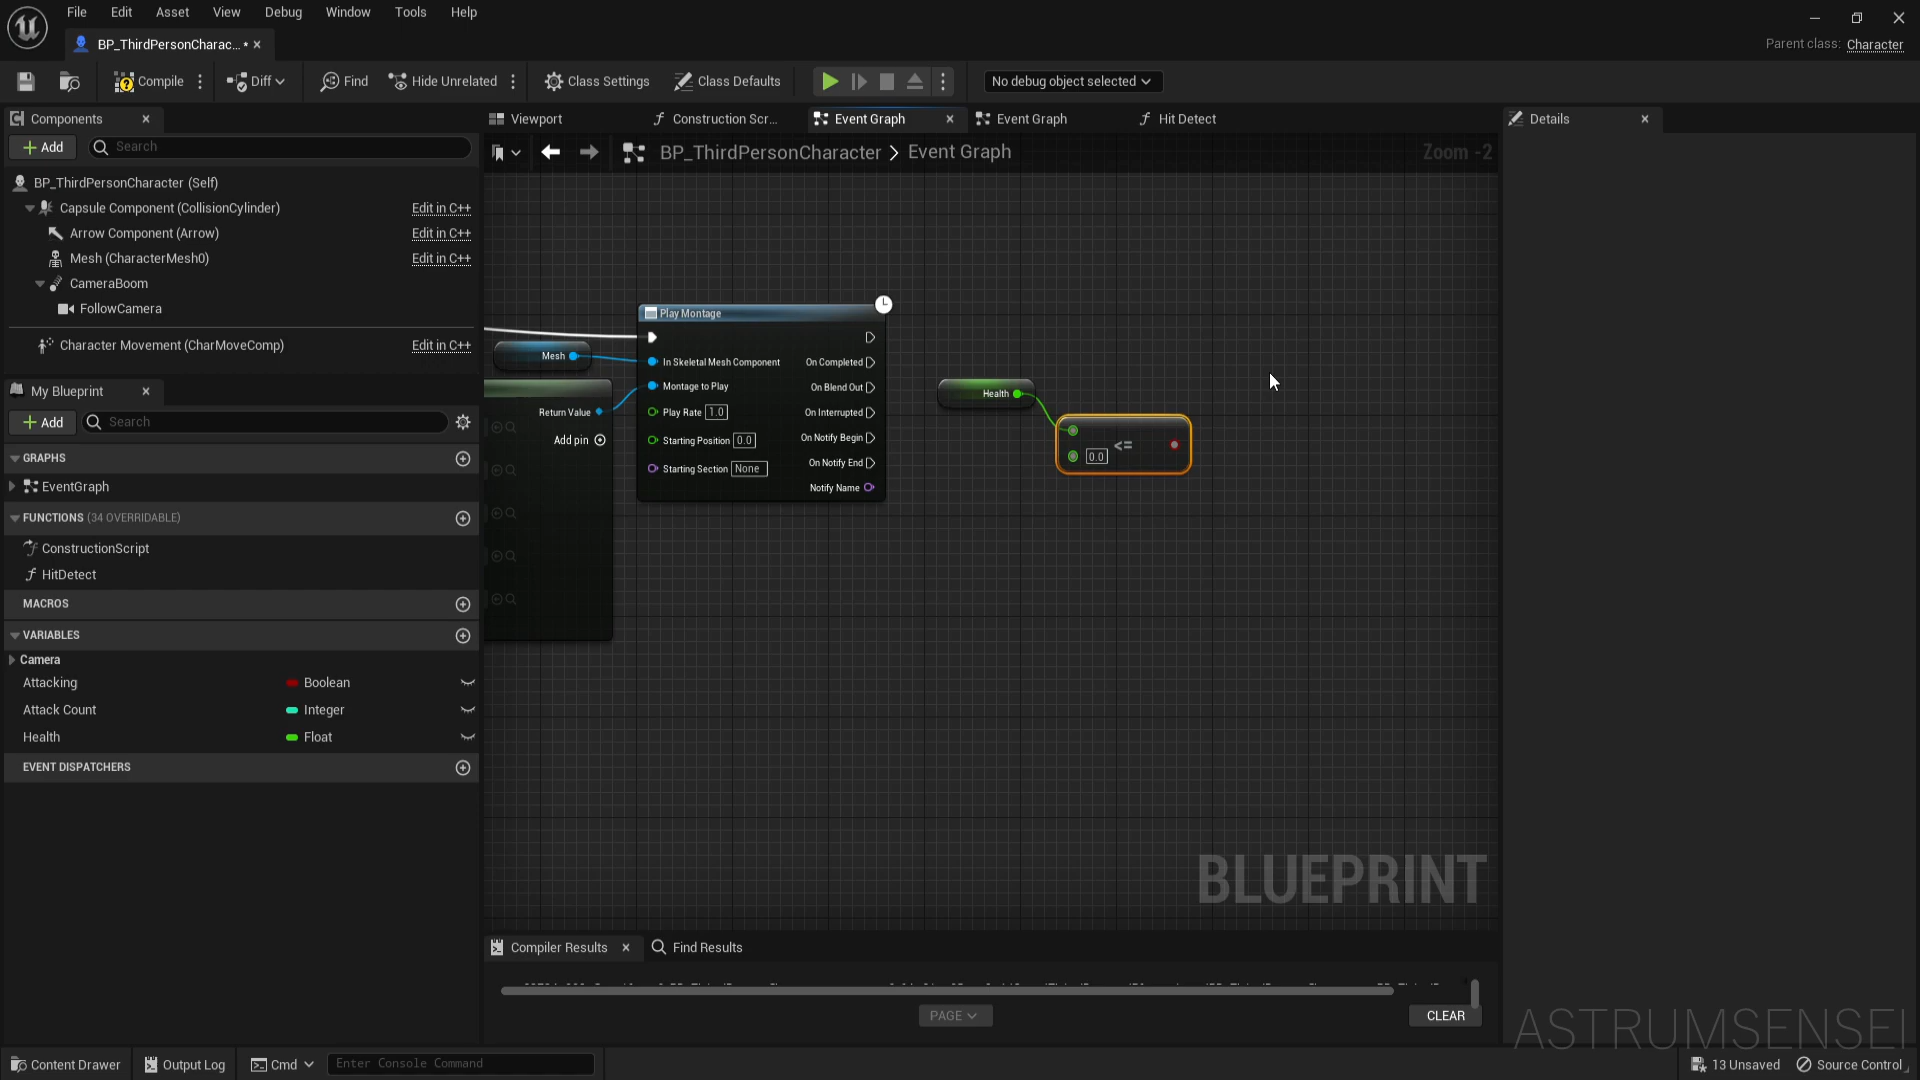 File Edit Asset View Debug Window Tools Help
BP_ThirdPersonCharac... •
Parent class: Character
Compile Diff Find Hide Unrelated Class Settings Class Defaults No debug object selected
Components
Viewport Construction Scr... Event Graph Event Graph Hit Detect
Details
Add Search
BP_ThirdPersonCharacter > Event Graph
Zoom -2
BP_ThirdPersonCharacter (Self)
Capsule Component (CollisionCylinder) Edit in C++
Arrow Component (Arrow) Edit in C++
Mesh (CharacterMesh0) Edit in C++
CameraBoom
FollowCamera
Character Movement (CharMoveComp) Edit in C++
My Blueprint
Add Search
GRAPHS
EventGraph
FUNCTIONS (34 OVERRIDABLE)
ConstructionScript
HitDetect
MACROS
VARIABLES
Camera
Attacking Boolean
Attack Count Integer
Health Float
EVENT DISPATCHERS
Mesh
Return Value
Add pin
Play Montage
In Skeletal Mesh Component On Completed
Montage to Play On Blend Out
Play Rate 1.0 On Interrupted
On Notify Begin
Starting Position 0.0
On Notify End
Starting Section None
Notify Name
Health
0.0 <=
BLUEPRINT
Compiler Results Find Results
PAGE CLEAR
ASTRUMSENSEI
Content Drawer Output Log Cmd Enter Console Command 13 Unsaved Source Control